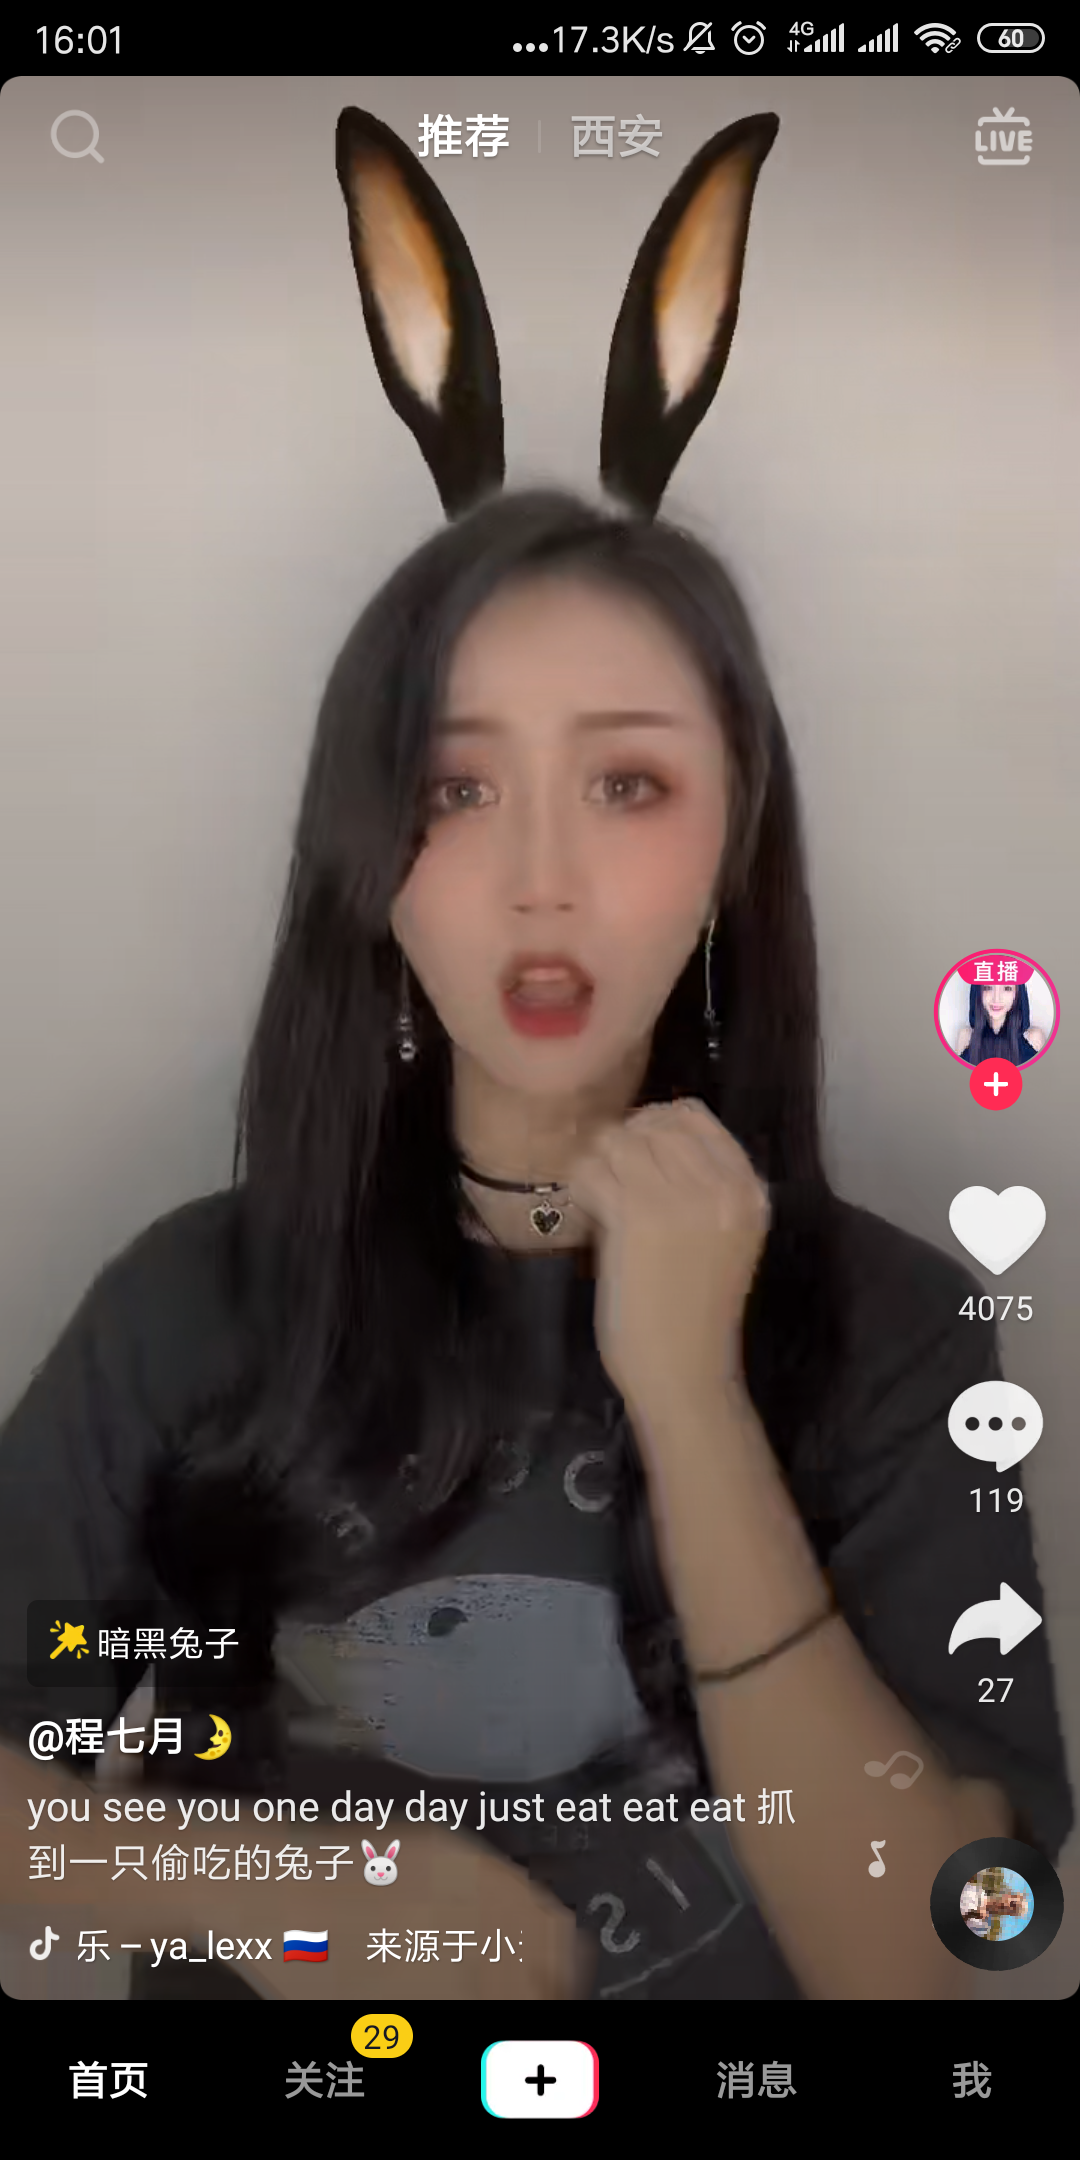 16:01
...17.3K/s 4G 60
推荐 | 西安
LIVE
直播
4075
119
27
暗黑兔子
@程七月🌛
you see you one day day just eat eat eat 抓
到一只偷吃的兔子🐰
乐 – ya_lexx 🇷🇺 来源于小
首页
关注
29
消息
我